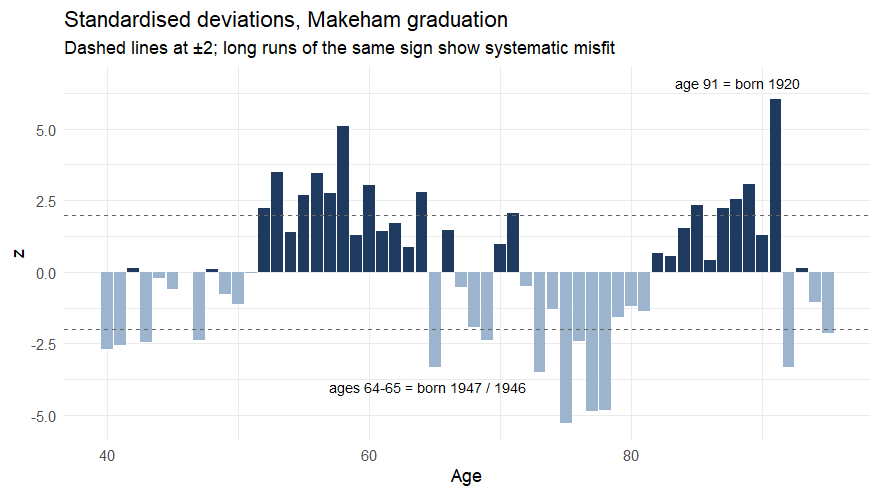 Standardised deviations, Makeham graduation
Dashed lines at ±2; long runs of the same sign show systematic misfit
age 91 = born 1920
5.0
2.5
0.0
-2.5
-5.0
z
ages 64-65 = born 1947 / 1946
40 60 80
Age